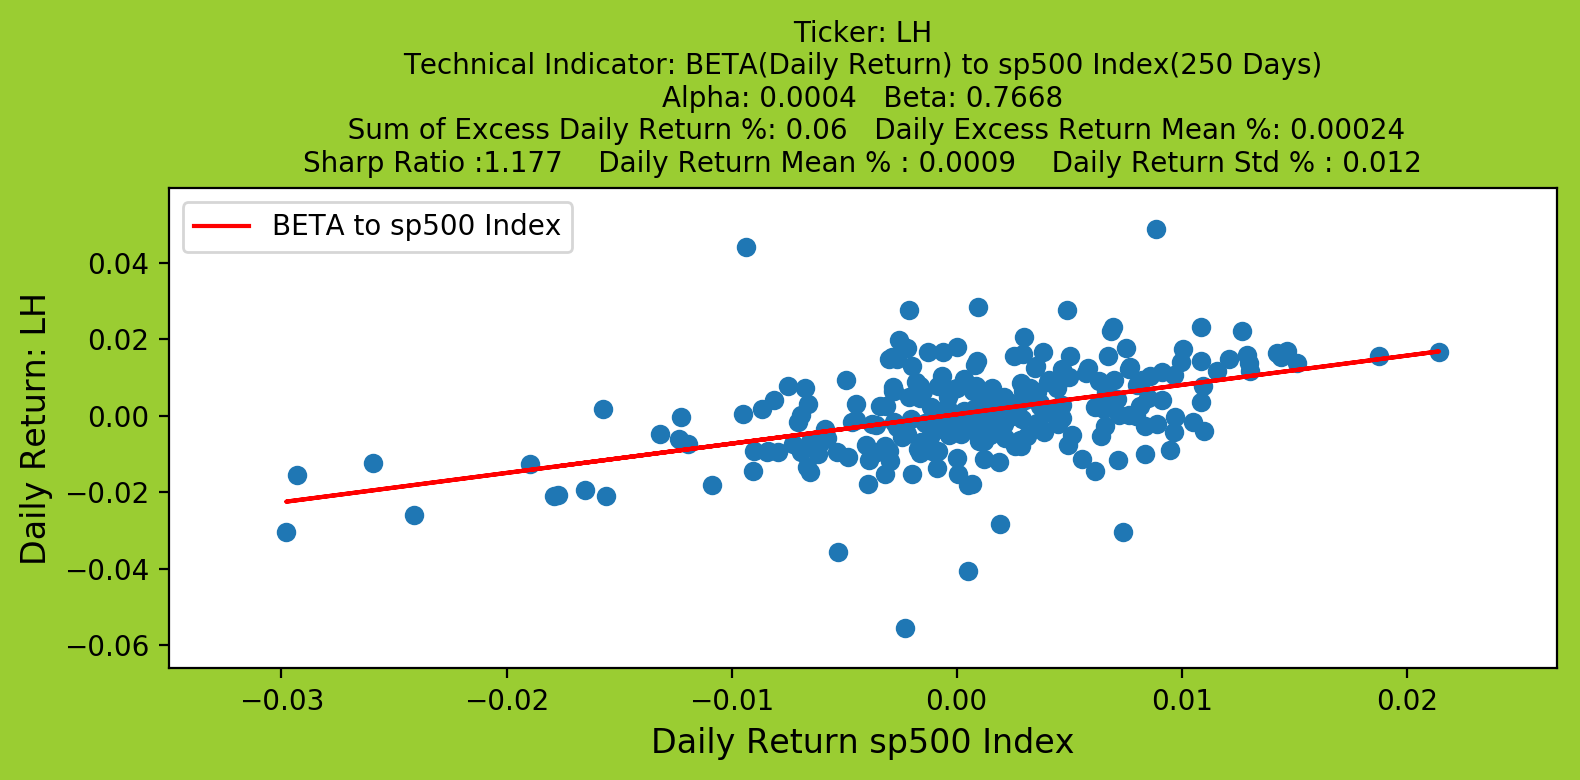 Ticker: LH
Technical Indicator: BETA(Daily Return) to sp500 Index(250 Days)
Alpha: 0.0004   Beta: 0.7668
Sum of Excess Daily Return %: 0.06   Daily Excess Return Mean %: 0.00024
Sharp Ratio :1.177    Daily Return Mean % : 0.0009    Daily Return Std % : 0.012
BETA to sp500 Index
Daily Return: LH
0.04
0.02
0.00
−0.02
−0.04
−0.06
−0.03
−0.02
−0.01
0.00
0.01
0.02
Daily Return sp500 Index